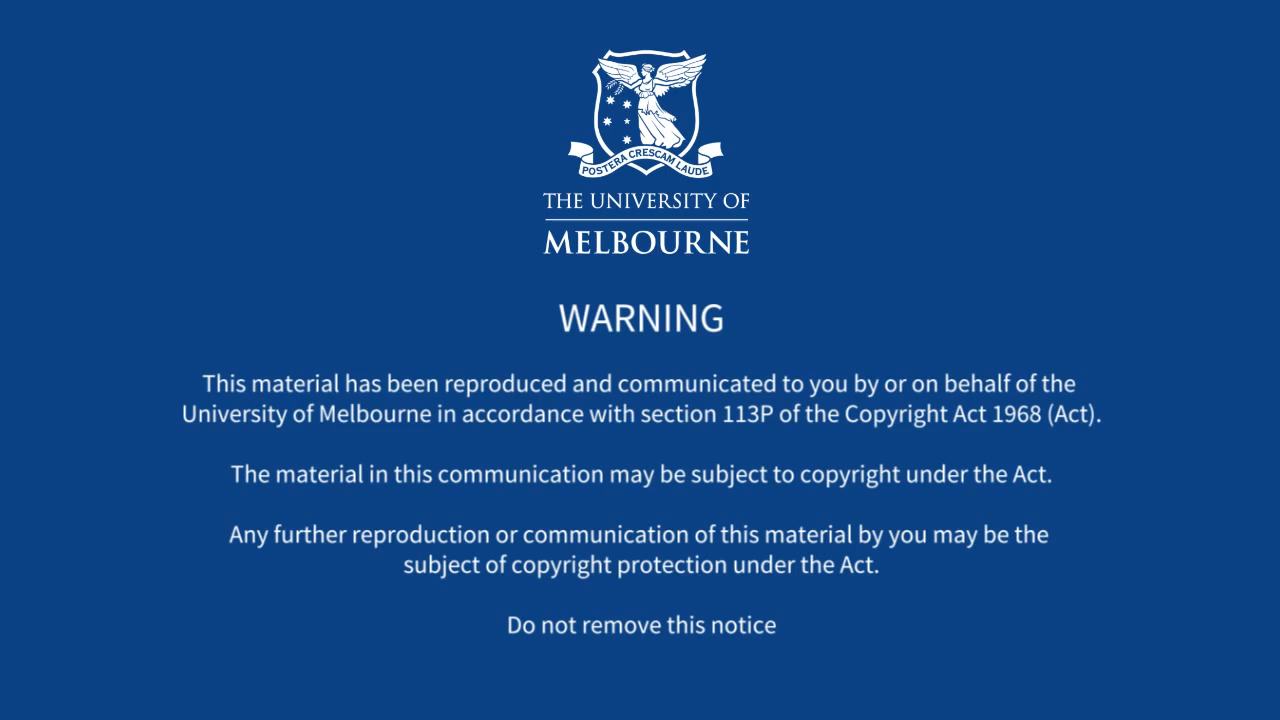 POSTERA CRESCAM LAUDE
THE UNIVERSITY OF
MELBOURNE
WARNING
This material has been reproduced and communicated to you by or on behalf of the
University of Melbourne in accordance with section 113P of the Copyright Act 1968 (Act).
The material in this communication may be subject to copyright under the Act.
Any further reproduction or communication of this material by you may be the
subject of copyright protection under the Act.
Do not remove this notice